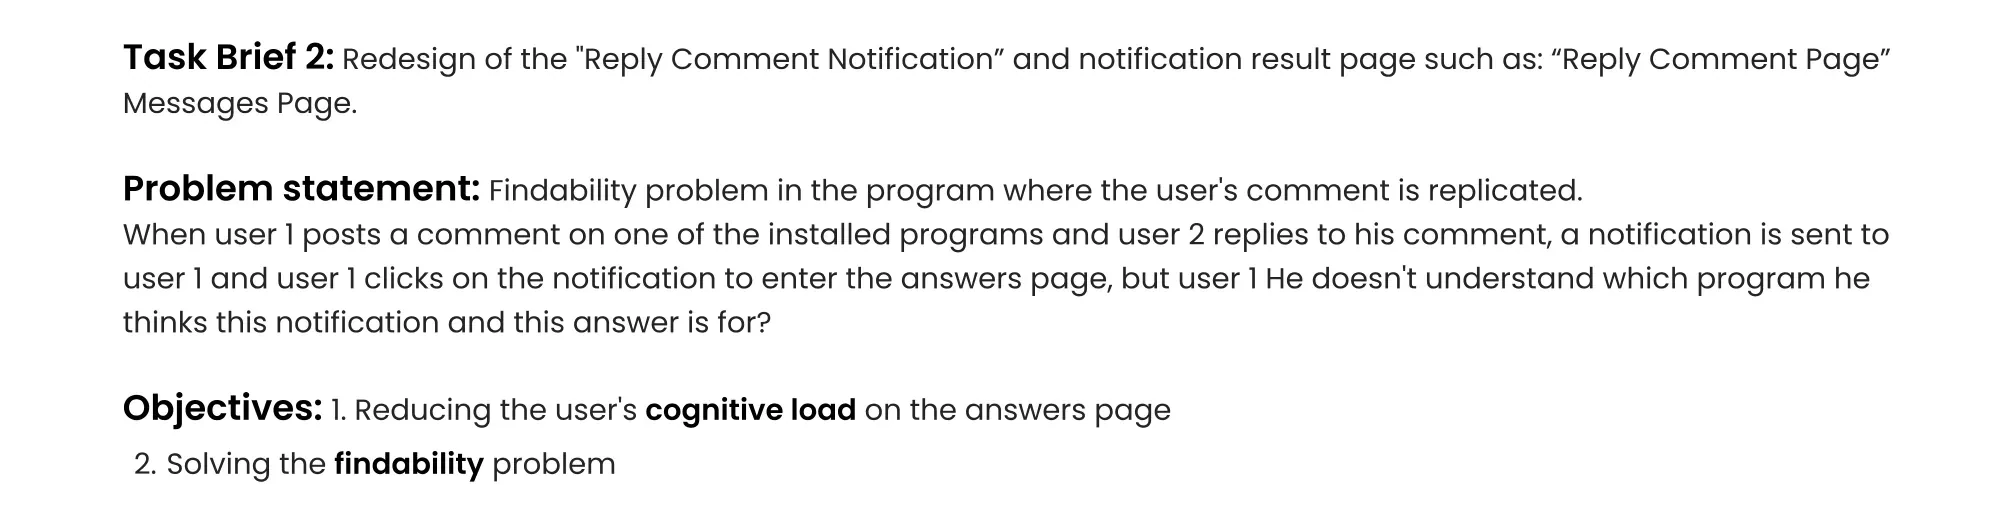 Task Brief 2: Redesign of the "Reply Comment Notification” and notification result page such as: “Reply Comment Page”
Messages Page.
Problem statement: Findability problem in the program where the user's comment is replicated.
When user 1 posts a comment on one of the installed programs and user 2 replies to his comment, a notification is sent to
user 1 and user 1 clicks on the notification to enter the answers page, but user 1 He doesn't understand which program he
thinks this notification and this answer is for?
Objectives: 1. Reducing the user's cognitive load on the answers page
2. Solving the findability problem